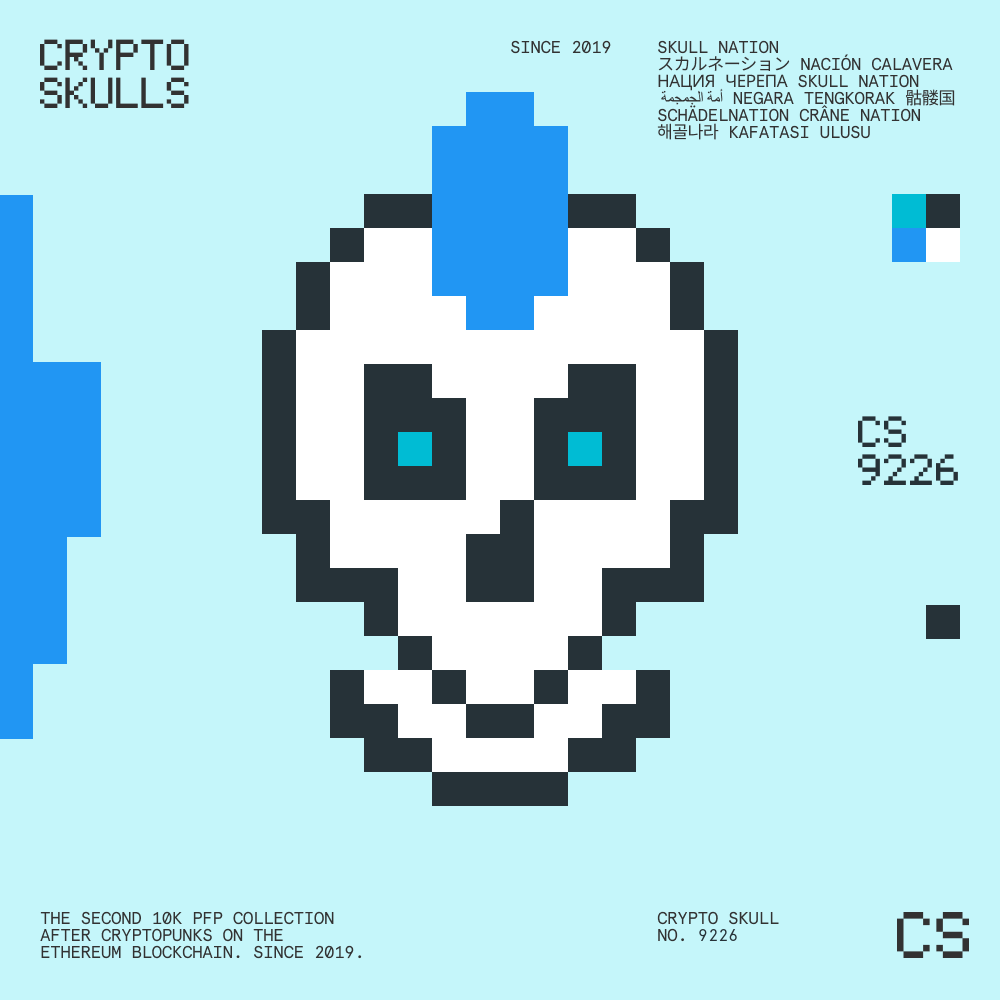 CRYPTO
SKULLS
SINCE 2019
SKULL NATION
スカルネーション NACIÓN CALAVERA
НАЦИЯ ЧЕРЕПА SKULL NATION
أمة الجمجمة NEGARA TENGKORAK 骷髅国
SCHÄDELNATION CRÂNE NATION
해골나라 KAFATASI ULUSU
CS
9226
THE SECOND 10K PFP COLLECTION
AFTER CRYPTOPUNKS ON THE
ETHEREUM BLOCKCHAIN. SINCE 2019.
CRYPTO SKULL
NO. 9226
CS